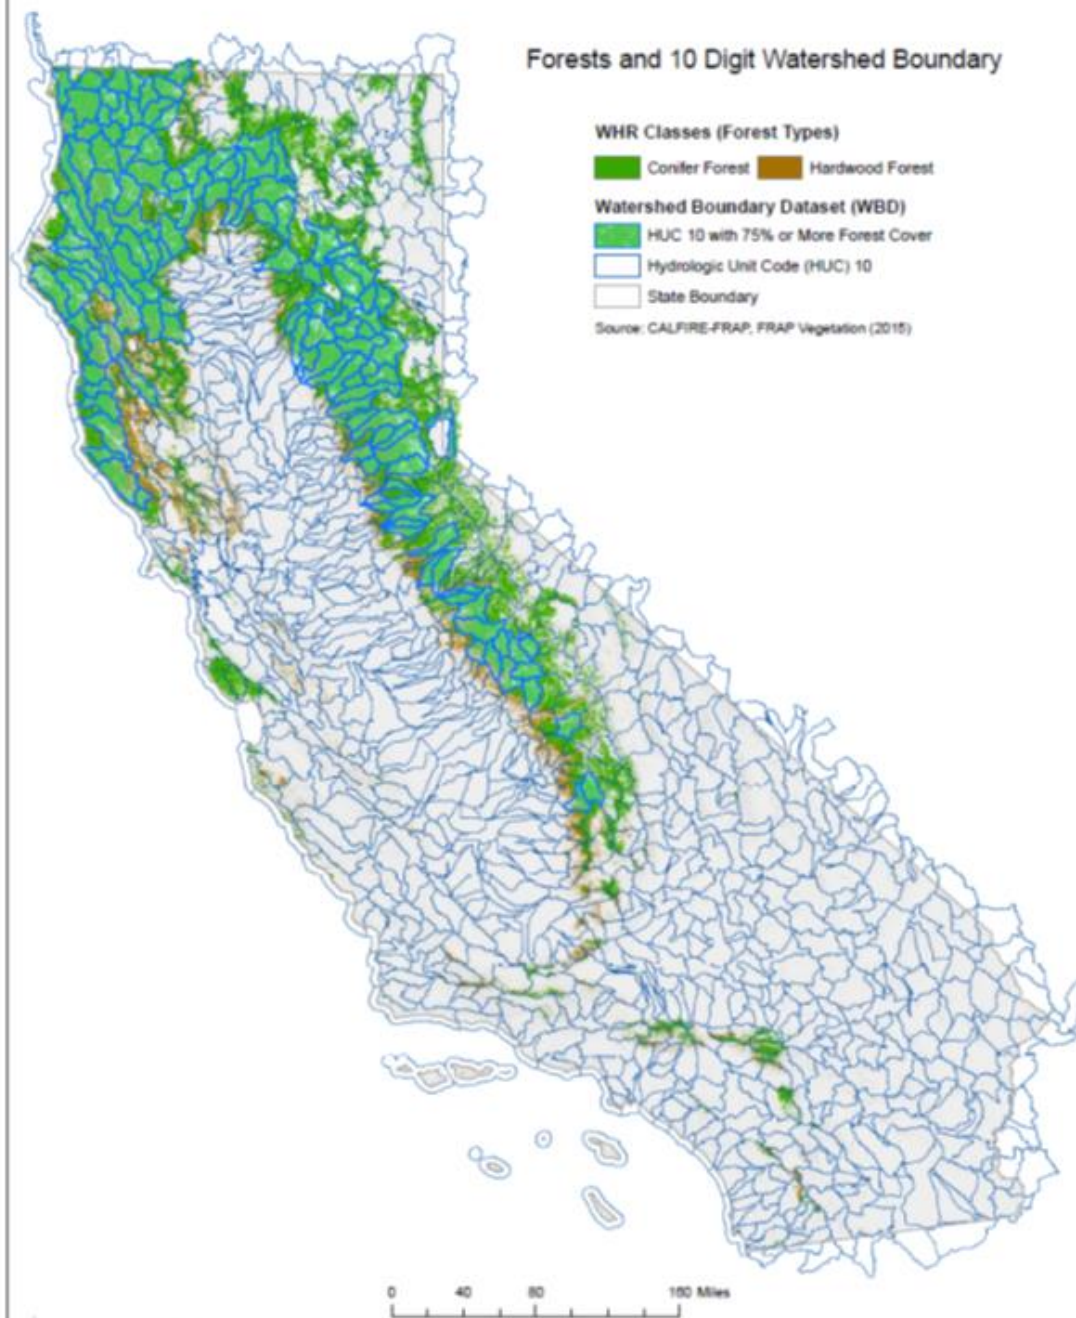 Forests and 10 Digit Watershed Boundary
WHR Classes (Forest Types)
Conifer Forest Hardwood Forest
Watershed Boundary Dataset (WBD)
HUC 10 with 75% or More Forest Cover
Hydrologic Unit Code (HUC) 10
State Boundary
Source: CALFIRE-FRAP, FRAP Vegetation (2015)
0 40 80 160 Miles